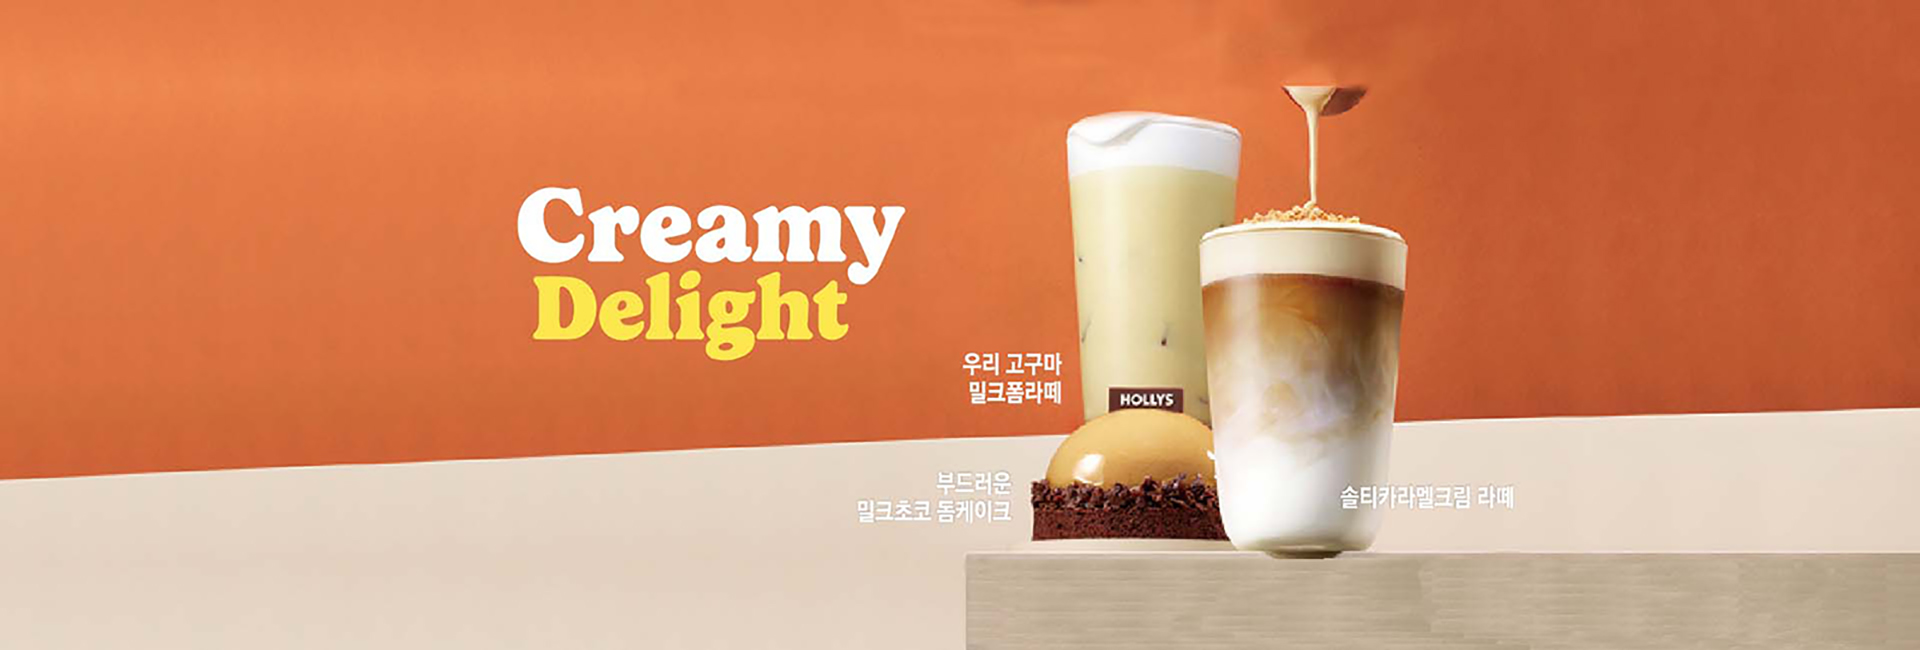 Creamy
Delight
우리 고구마
밀크폼라떼
HOLLYS
부드러운
밀크초코 돔케이크
솔티카라멜크림 라떼